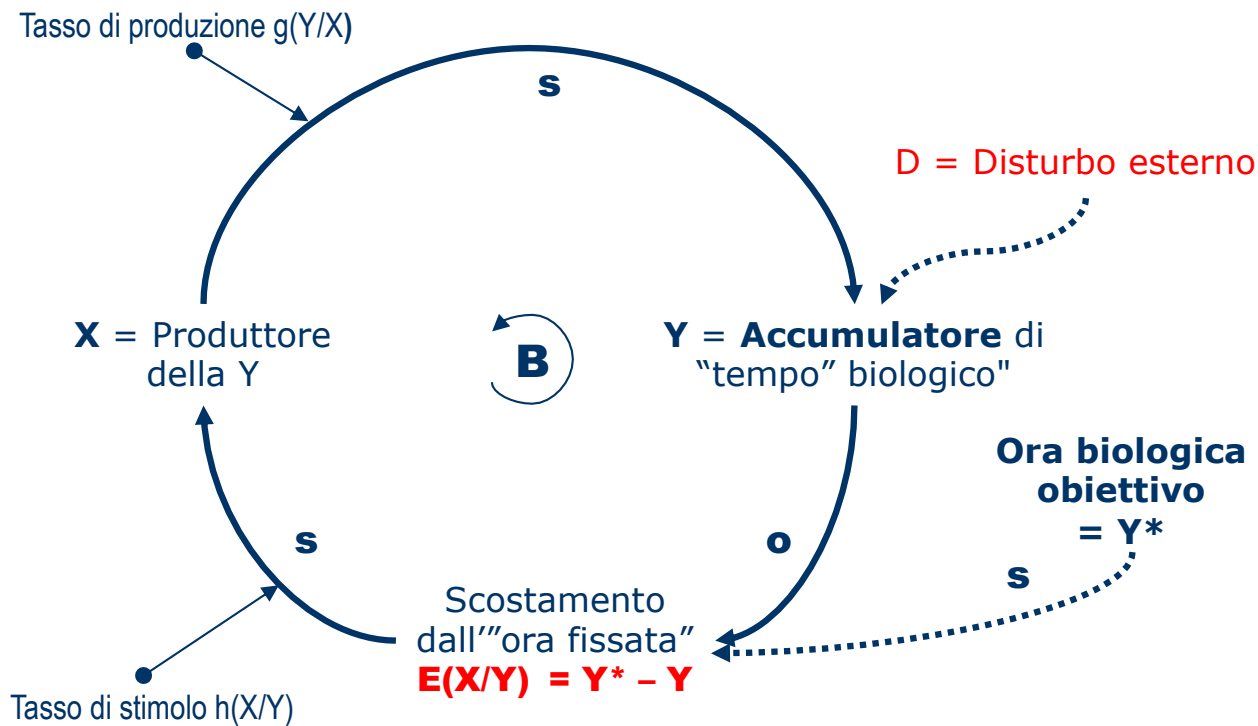 Tasso di produzione g(Y/X)
s
D = Disturbo esterno
X = Produttore
della Y
B
Y = Accumulatore di
“tempo” biologico"
Ora biologica
obiettivo
= Y*
s
o
s
Scostamento
dall’”ora fissata”
E(X/Y) = Y* – Y
Tasso di stimolo h(X/Y)